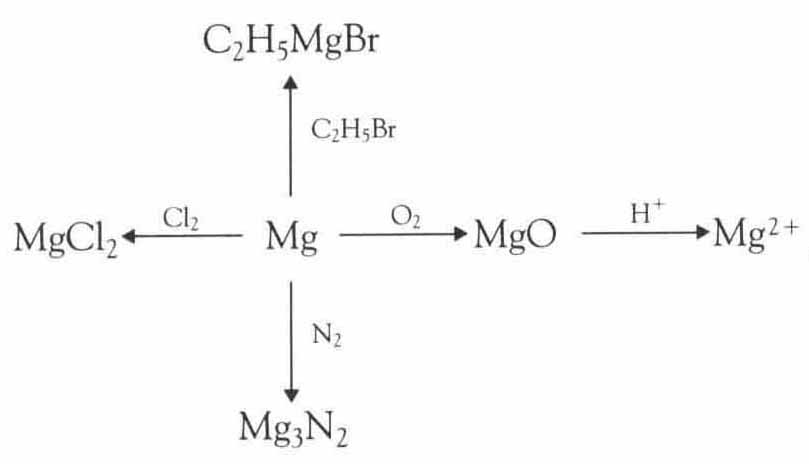 C₂H₅MgBr
C₂H₅Br
MgCl₂ Cl₂ Mg O₂ MgO H⁺ Mg²⁺
N₂
Mg₃N₂